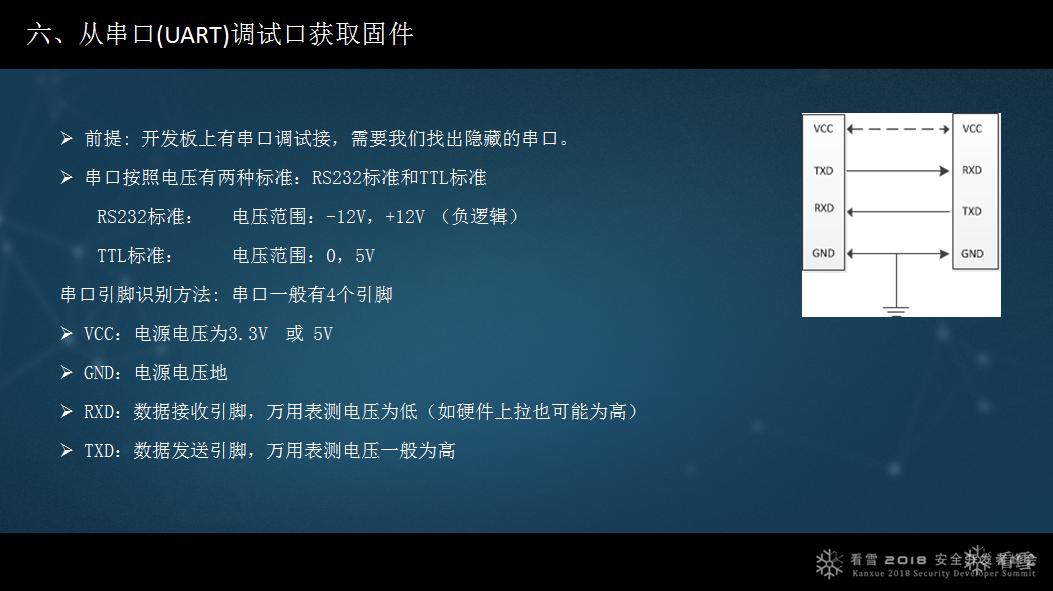 六、从串口(UART)调试口获取固件
➢ 前提: 开发板上有串口调试接，需要我们找出隐藏的串口。
➢ 串口按照电压有两种标准：RS232标准和TTL标准
RS232标准： 电压范围：-12V，+12V （负逻辑）
TTL标准： 电压范围：0，5V
串口引脚识别方法: 串口一般有4个引脚
➢ VCC：电源电压为3.3V 或 5V
➢ GND：电源电压地
➢ RXD：数据接收引脚，万用表测电压为低（如硬件上拉也可能为高）
➢ TXD：数据发送引脚，万用表测电压一般为高
VCC VCC
TXD RXD
RXD TXD
GND GND
看雪 2018 安全开发者峰会
看雪
Kanxue 2018 Security Developer Summit